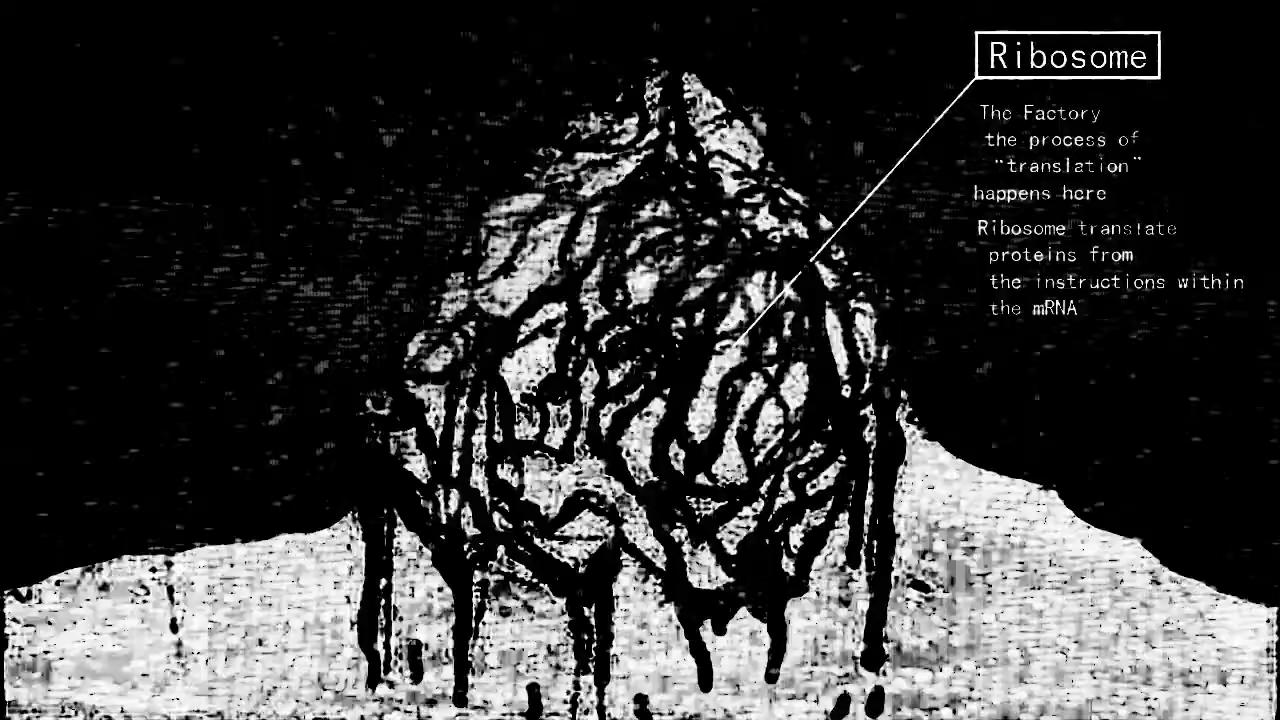 Ribosome
The Factory
the process of
"translation"
happens here
Ribosome translate
proteins from
the instructions within
the mRNA